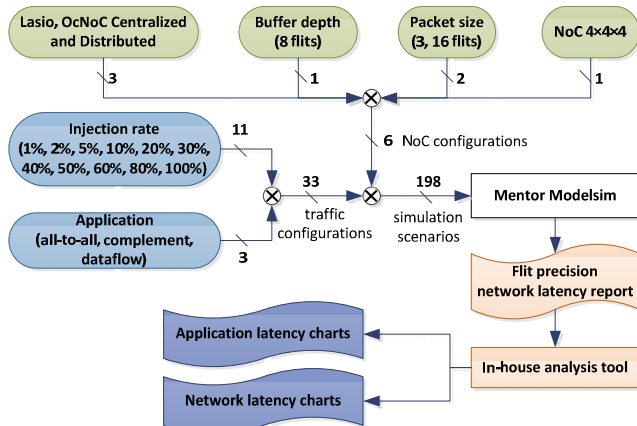 Lasio, OcNoC Centralized
and Distributed
Buffer depth
(8 flits)
Packet size
(3, 16 flits)
NoC 4×4×4
3
1
2
1
Injection rate
(1%, 2%, 5%, 10%, 20%, 30%,
40%, 50%, 60%, 80%, 100%)
11
6 NoC configurations
Application
(all-to-all, complement,
dataflow)
3
33
traffic
configurations
198
simulation
scenarios
Mentor Modelsim
Flit precision
network latency report
In-house analysis tool
Application latency charts
Network latency charts